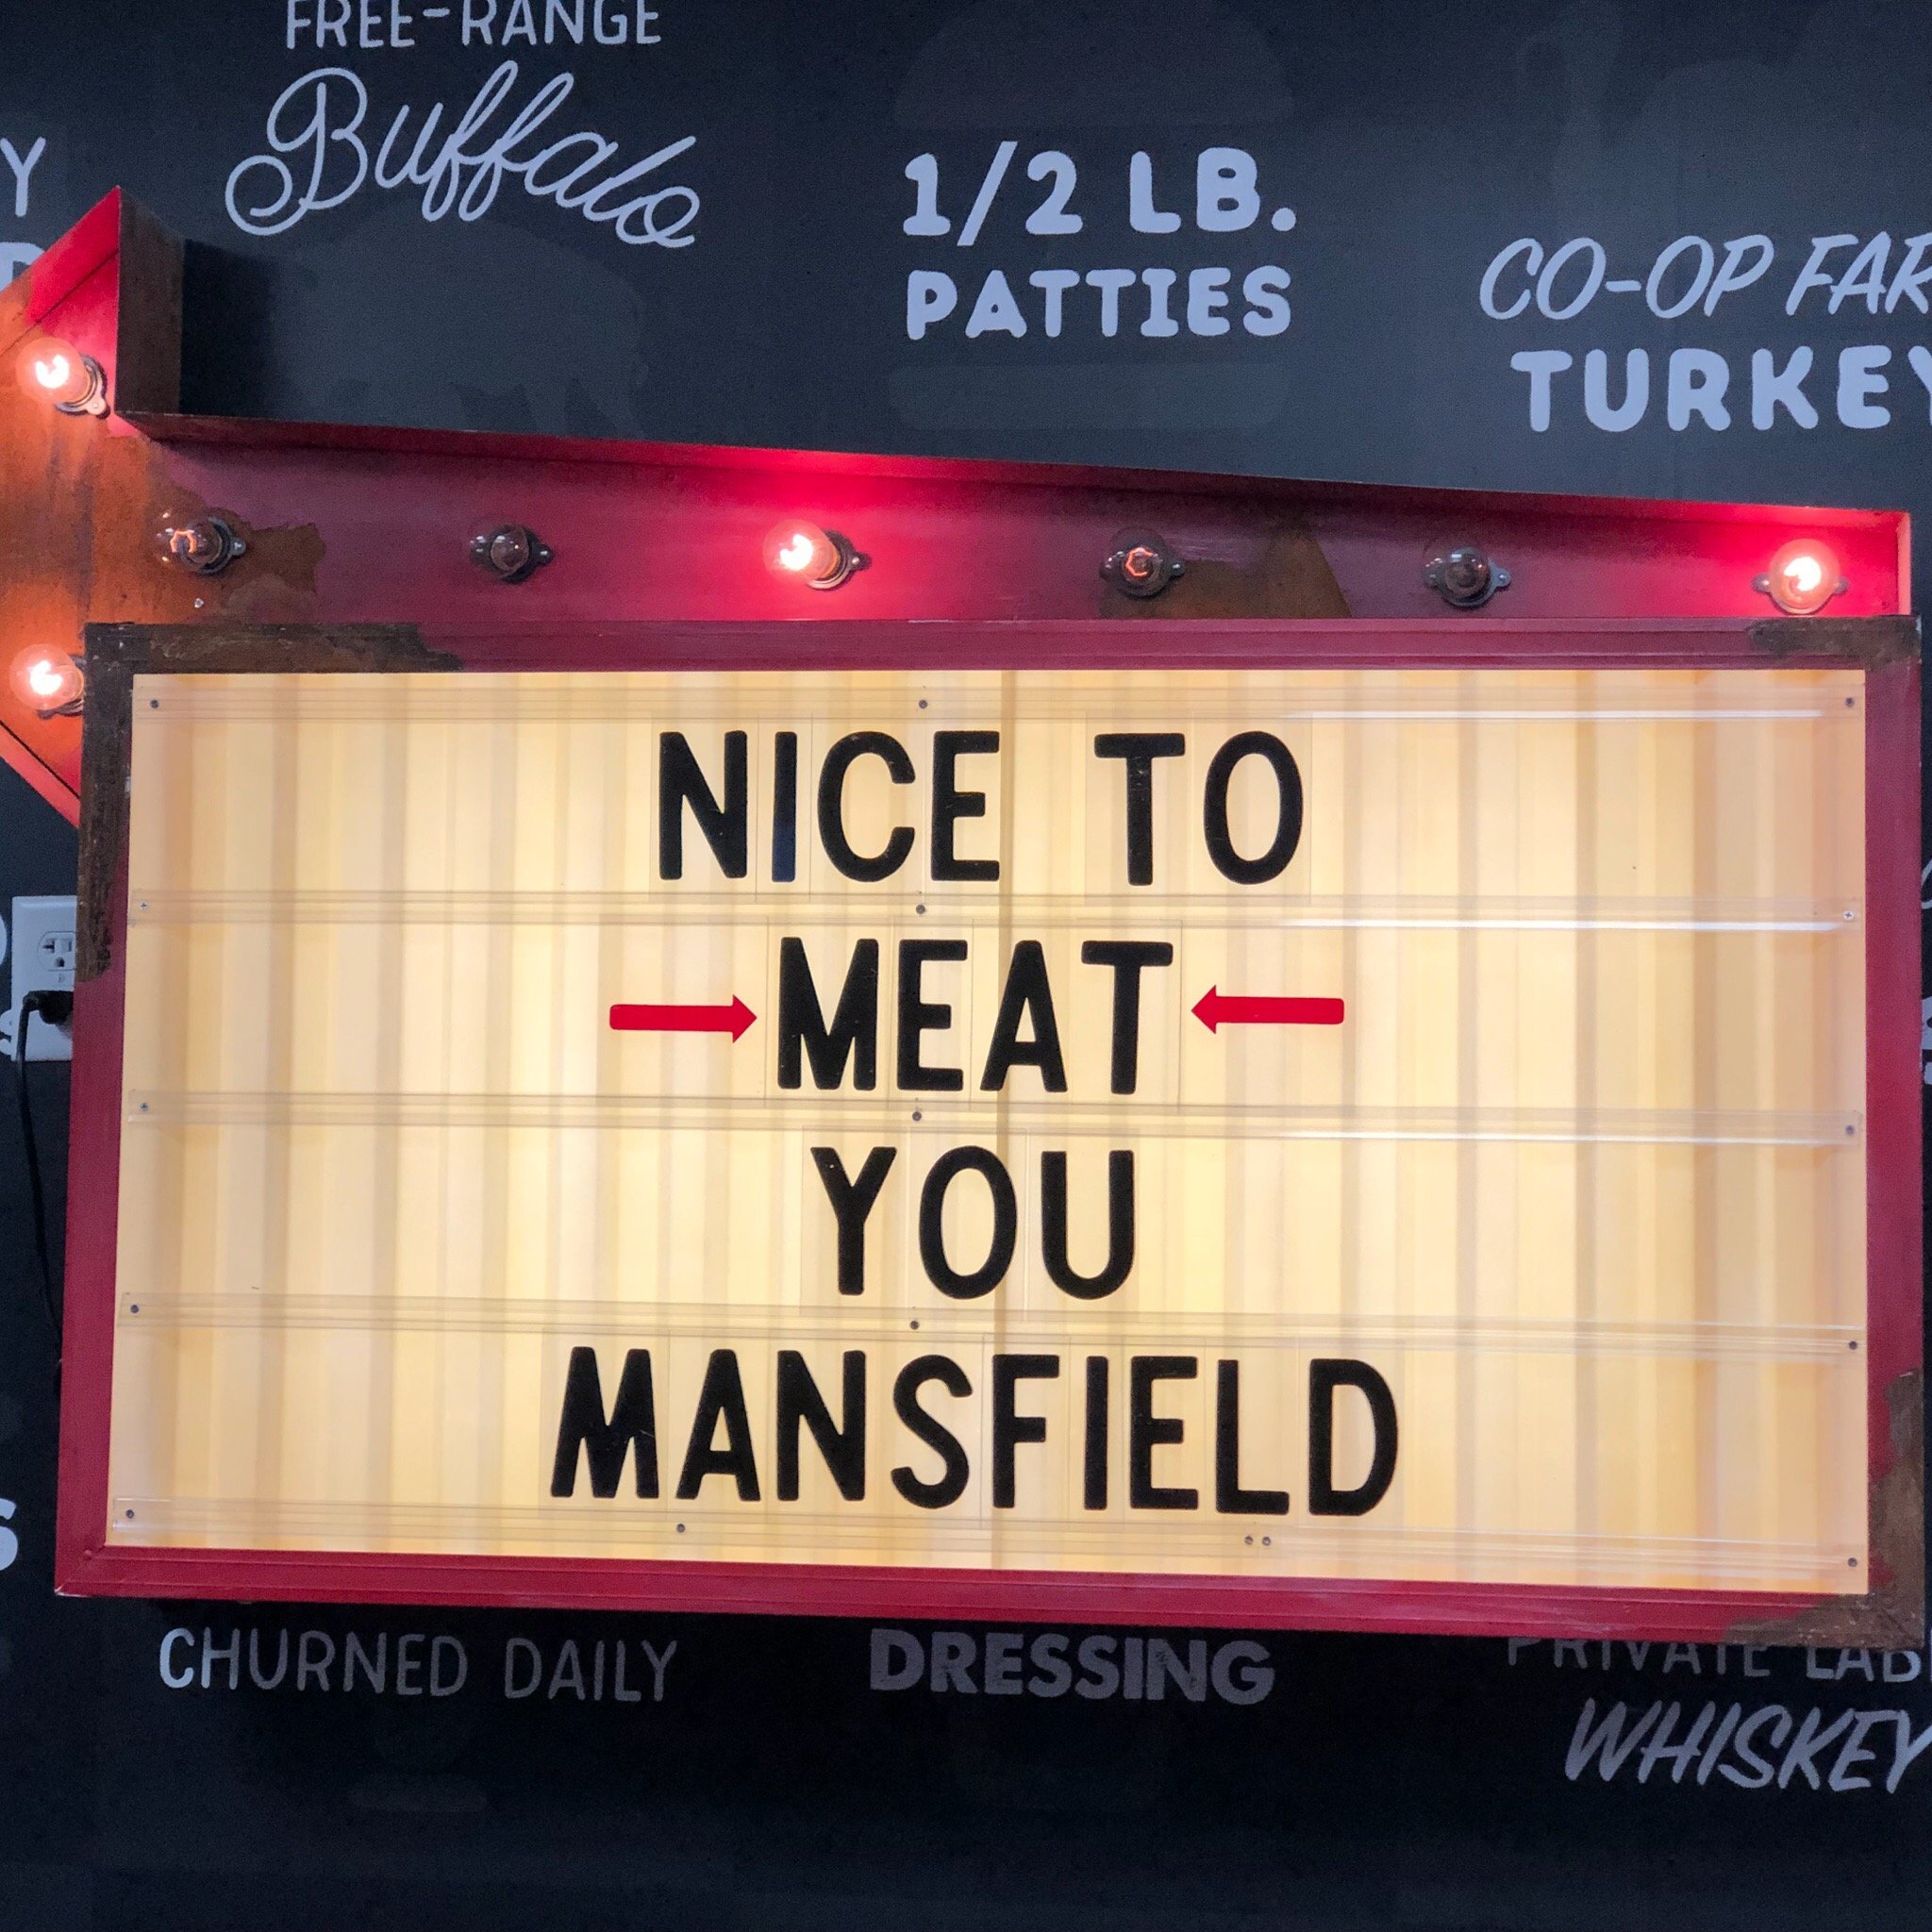 FREE-RANGE
Buffalo
1/2 LB.
PATTIES
CO-OP
TURKEY
NICE TO
MEAT
YOU
MANSFIELD
CHURNED DAILY
DRESSING
PRIVATE
WHISKEY